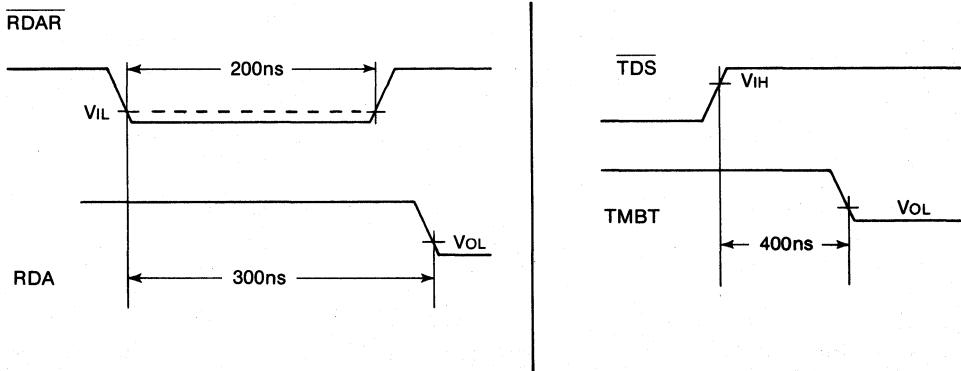 RDAR
200ns
VIL
VOL
RDA
300ns
TDS
VIH
TMBT
VOL
400ns